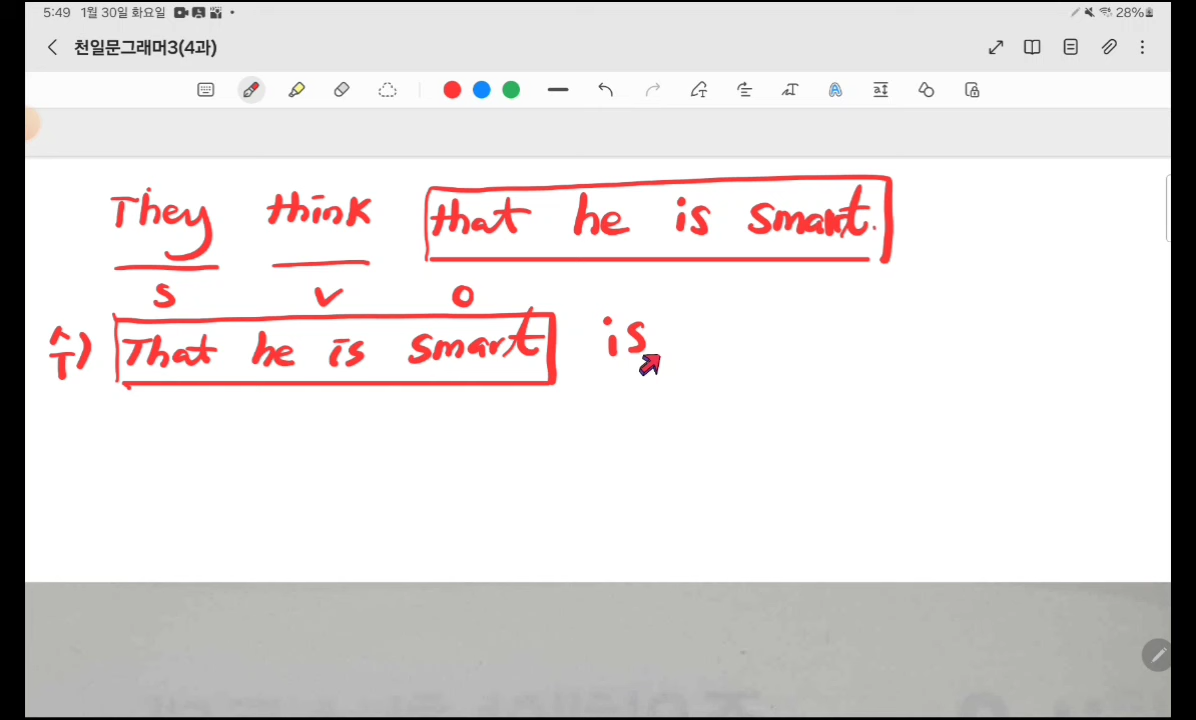 5:49 1월 30일 화요일 • 28%
천일문그래머3(4과)
They think that he is smart.
S V O
수) That he is smart is